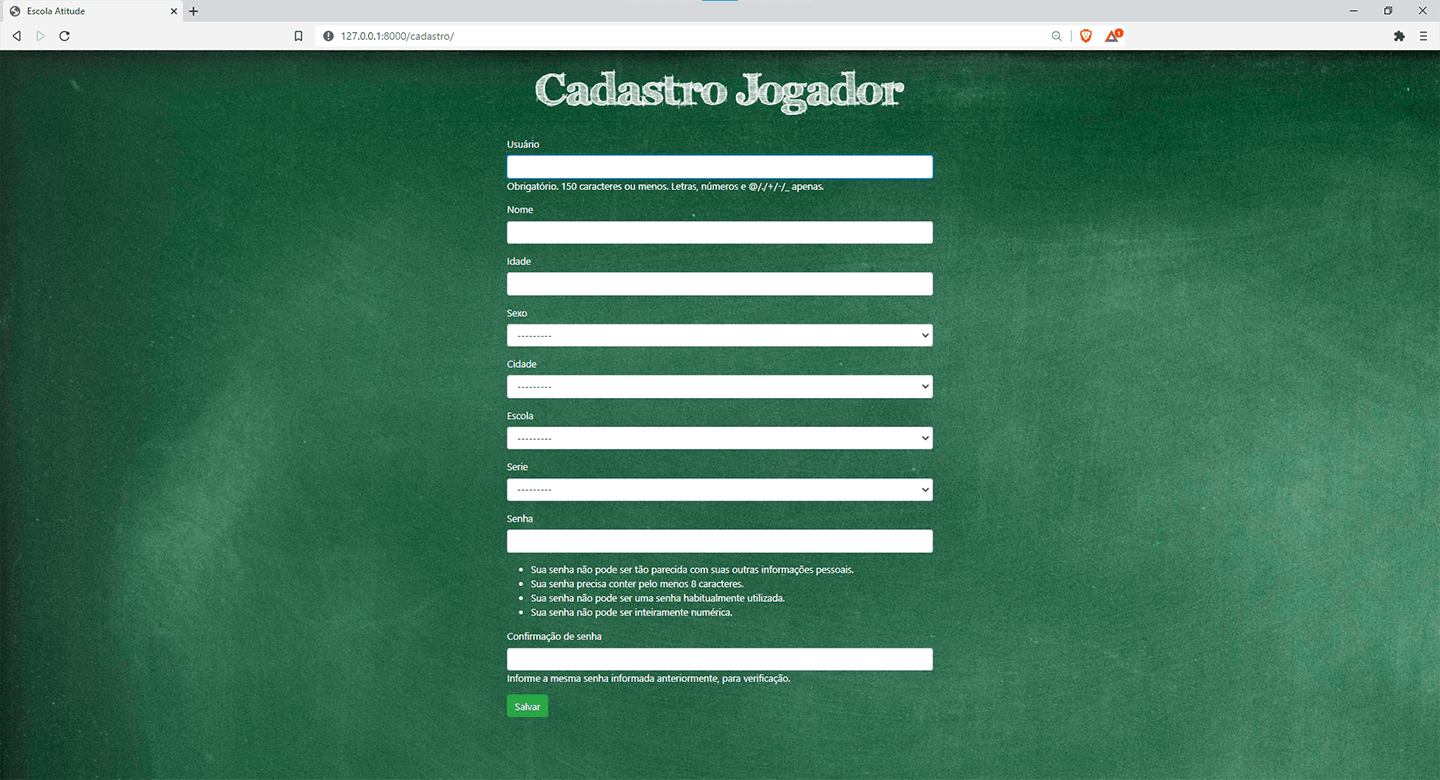 Escola Atitude
127.0.0.1:8000/cadastro/
1
Cadastro Jogador
Usuário
Obrigatório. 150 caracteres ou menos. Letras, números e @/./+/-/_ apenas.
Nome
Idade
Sexo
---------
Cidade
---------
Escola
---------
Serie
---------
Senha
Sua senha não pode ser tão parecida com suas outras informações pessoais.
Sua senha precisa conter pelo menos 8 caracteres.
Sua senha não pode ser uma senha habitualmente utilizada.
Sua senha não pode ser inteiramente numérica.
Confirmação de senha
Informe a mesma senha informada anteriormente, para verificação.
Salvar